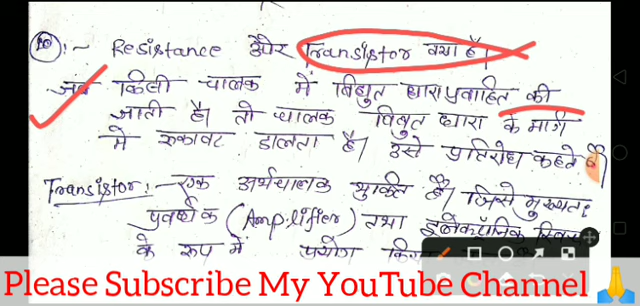 10 :~ Resistance और Transistor क्या है।
जब किसी चालक में विद्युत धारा प्रवाहित की
जाती है। तो चालक विद्युत धारा के मार्ग
में रुकावट डालता है। उसे प्रतिरोध कहते हैं
Transistor:- एक अर्धचालक युक्ति है। जिसे मुख्यतः
प्रवर्धक (Amplifier) तथा इलेक्ट्रॉनिक
के रूप में प्रयोग
Please Subscribe My YouTube Channel 🙏